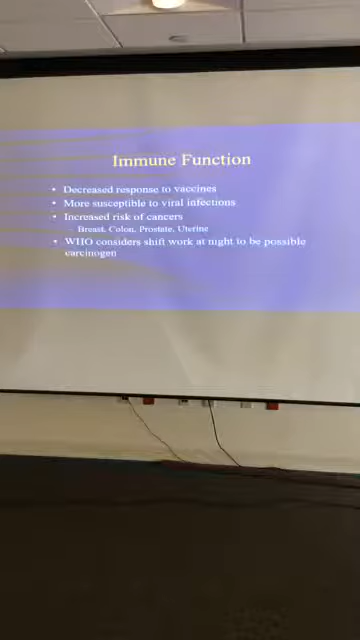 Immune Function
• Decreased response to vaccines
• More susceptible to viral infections
• Increased risk of cancers
– Breast, Colon, Prostate, Uterine
• WHO considers shift work at night to be possible
carcinogen